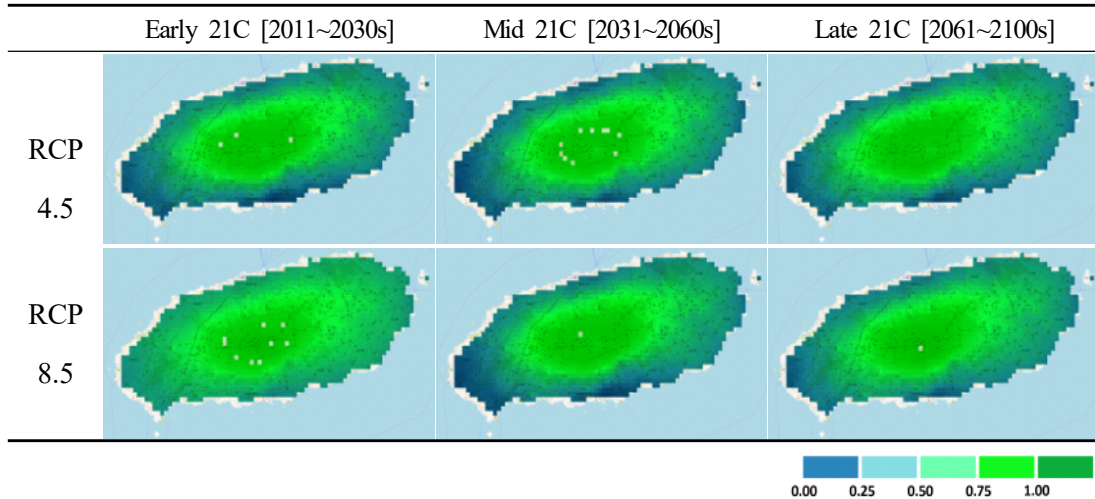 Early 21C [2011~2030s] Mid 21C [2031~2060s] Late 21C [2061~2100s]
RCP
4.5
RCP
8.5
0.00 0.25 0.50 0.75 1.00